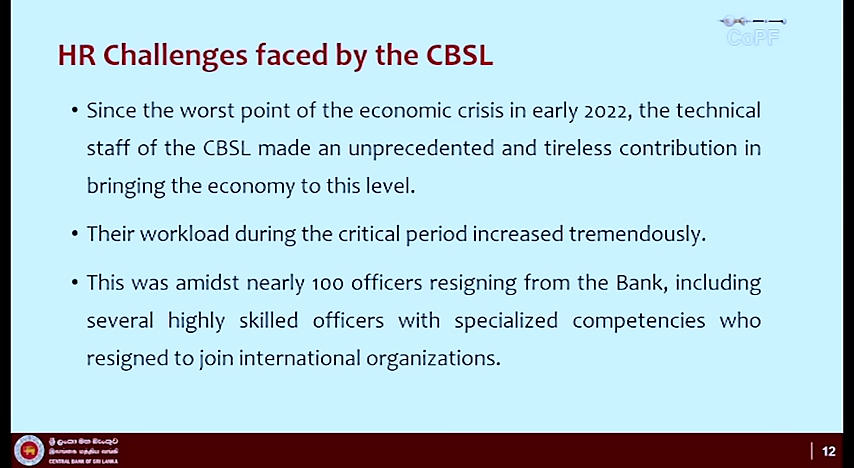 CoPF
HR Challenges faced by the CBSL
• Since the worst point of the economic crisis in early 2022, the technical
staff of the CBSL made an unprecedented and tireless contribution in
bringing the economy to this level.
• Their workload during the critical period increased tremendously.
• This was amidst nearly 100 officers resigning from the Bank, including
several highly skilled officers with specialized competencies who
resigned to join international organizations.
ශ්‍රී ලංකා මහ බැංකුව
இலங்கை மத்திய வங்கி
CENTRAL BANK OF SRI LANKA
| 12